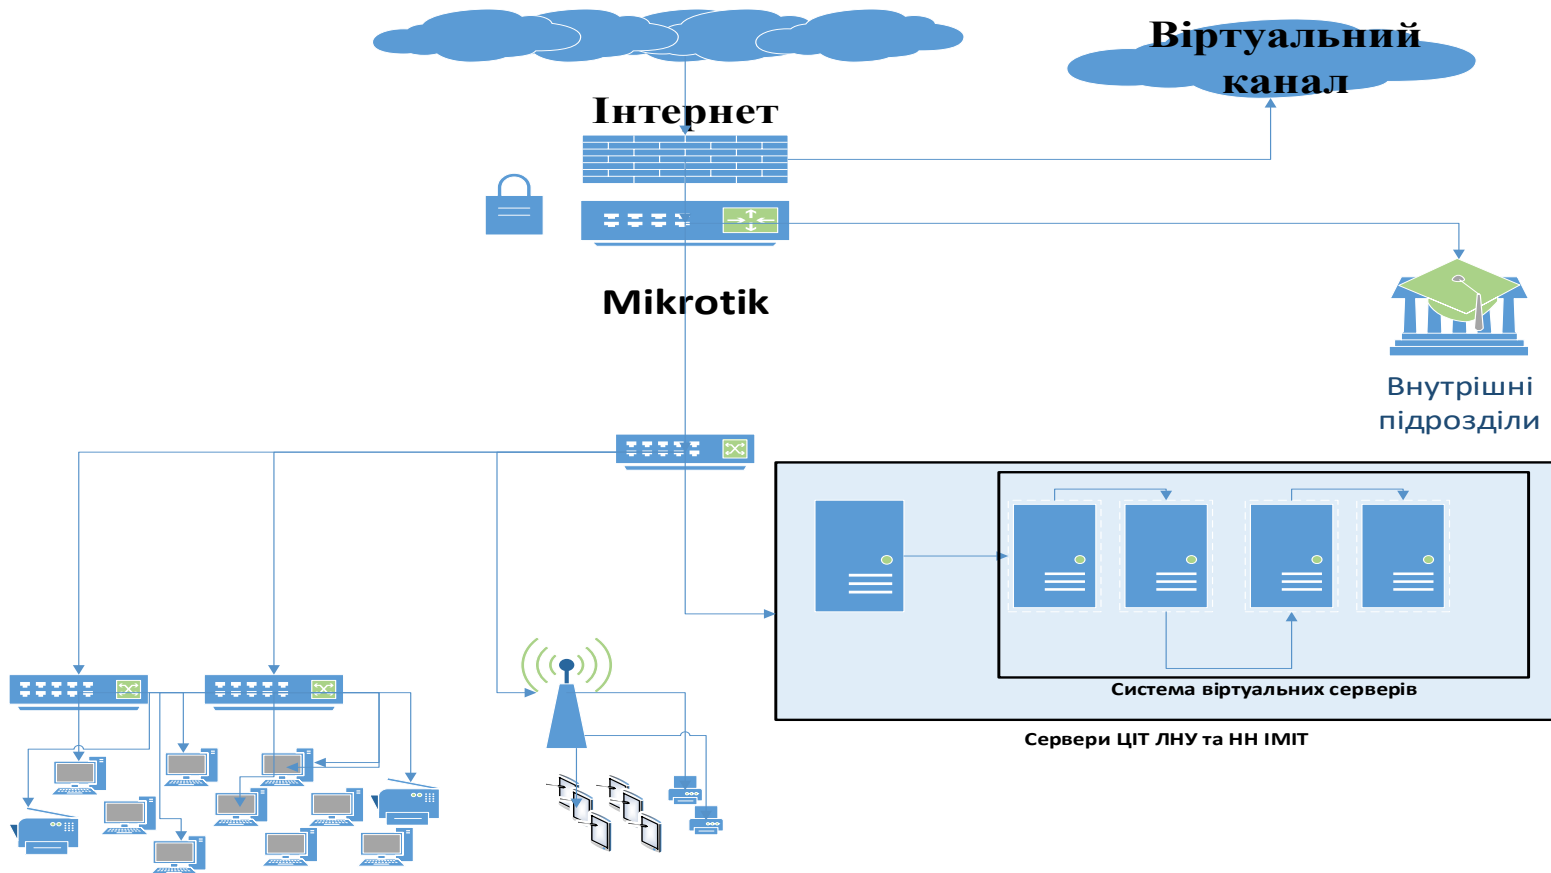 Віртуальний
канал
Інтернет
Mikrotik
Внутрішні
підрозділи
Система віртуальних серверів
Сервери ЦІТ ЛНУ та НН ІМІТ